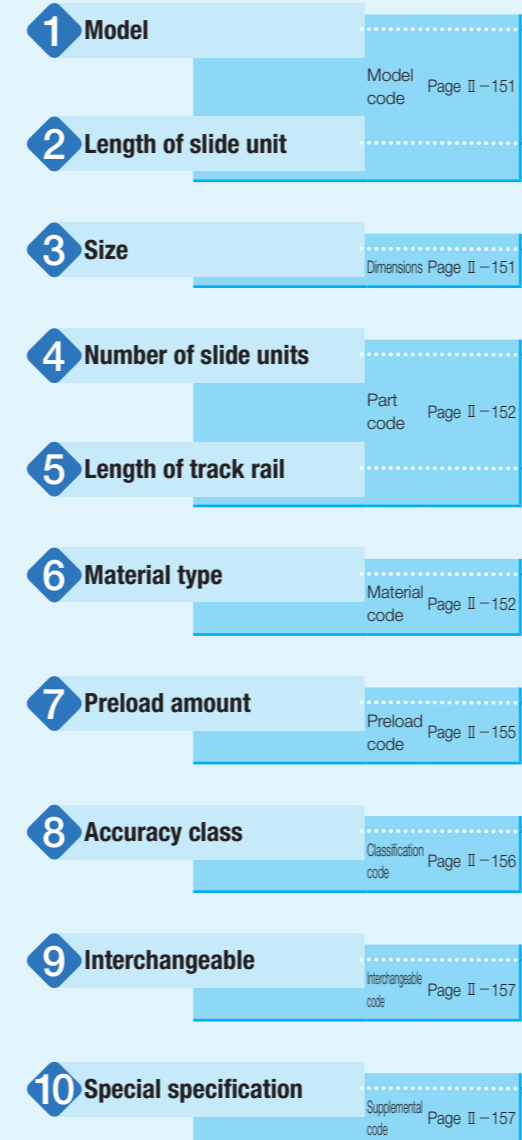 1 Model
Model
code
Page Ⅱ－151
2 Length of slide unit
3 Size
Dimensions Page Ⅱ－151
4 Number of slide units
Part
code
Page Ⅱ－152
5 Length of track rail
6 Material type
Material
code
Page Ⅱ－152
7 Preload amount
Preload
code
Page Ⅱ－155
8 Accuracy class
Classification
code
Page Ⅱ－156
9 Interchangeable
Interchangeable
code
Page Ⅱ－157
10 Special specification
Supplemental
code
Page Ⅱ－157